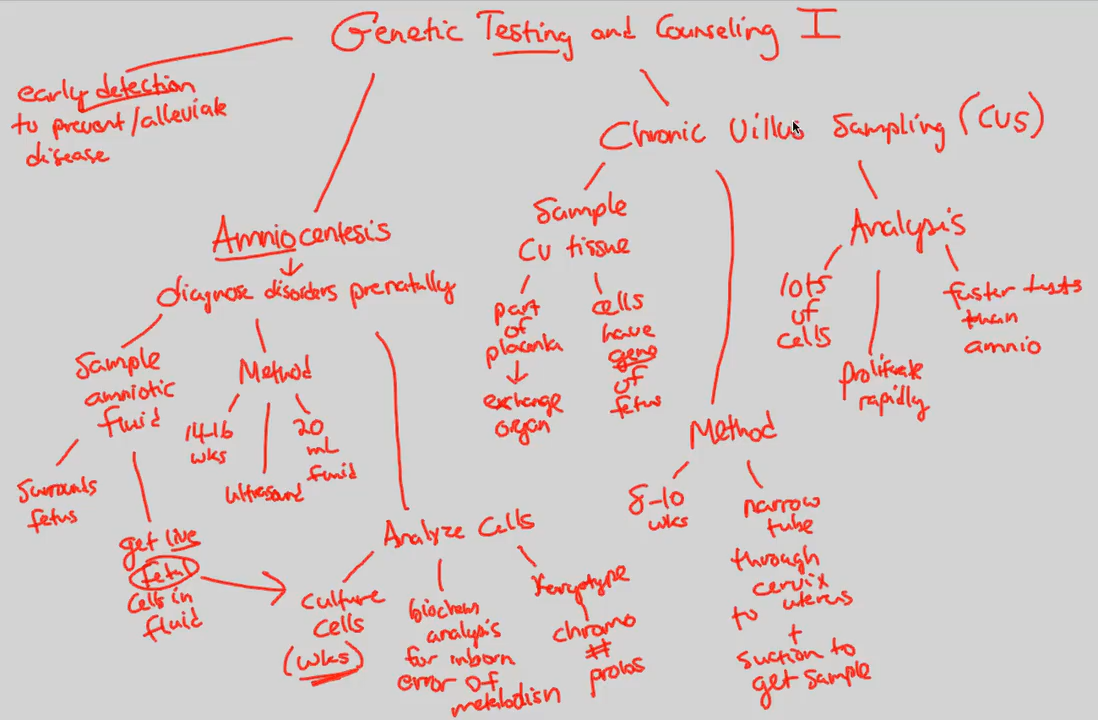 Genetic Testing and Counseling I
early detection
to prevent/alleviate
disease
Chronic Villus Sampling (CVS)
Amniocentesis
diagnose disorders prenatally
Sample
amniotic
fluid
surrounds
fetus
get live
fetal
cells in
fluid
Method
14-16
wks
ultrasound
20
mL
fluid
Analyze Cells
culture
cells
(wks)
biochem
analysis
for inborn
error of
metabolism
Karyotype
chromo
#
probs
Sample
CV tissue
part
of
placenta
exchange
organ
cells
have
geno
of
fetus
Method
8-10
wks
narrow
tube
through
cervix
to uterus
+
suction to
get sample
Analysis
lots
of
cells
proliferate
rapidly
faster tests
than
amnio